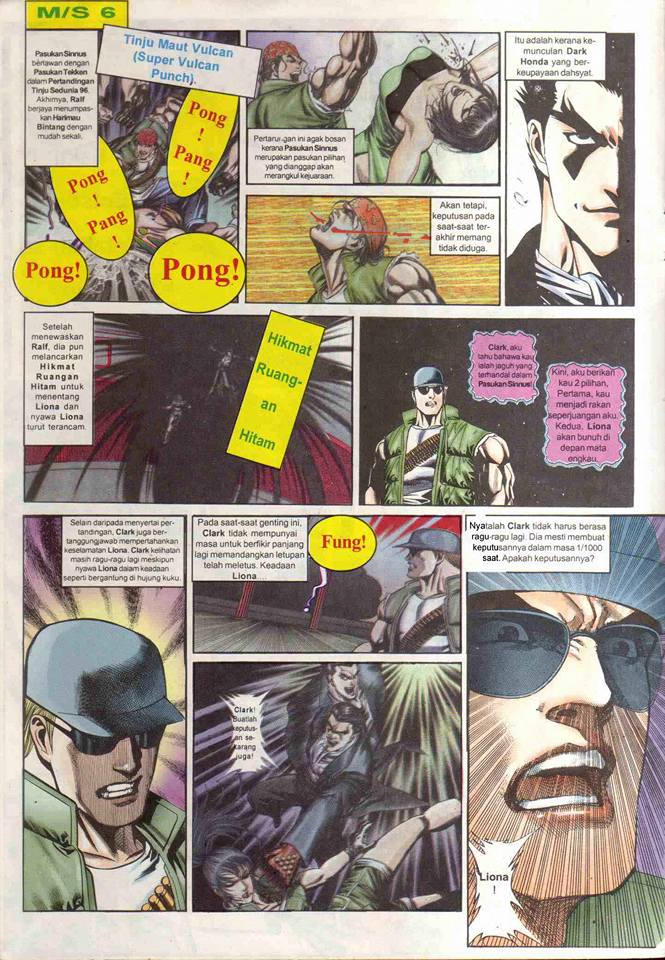 M/S 6
Pasukan Sinnus
bertawan dengan
Pasukan Tekken
dalam Pertandingan
Tinju Sedunia 96.
Akhirnya, Ralf
berjaya menumpas-
kan Harimau
Bintang dengan
mudah sekali.
Tinju Maut Vulcan
(Super Vulcan
Punch).
Pong
!
Pang
!
Pong
!
Pang
!
Pong!
Pong!
Pertarungan ini agak bosan
kerana Pasukan Sinnus
merupakan pasukan pilihan
yang dianggap akan
merangkul kejuaraan.
Akan tetapi,
keputusan pada
saat-saat ter-
akhir memang
tidak diduga.
Itu adalah kerana ke-
munculan Dark
Honda yang ber-
keupayaan dahsyat.
Setelah
menewaskan
Ralf, dia pun
melancarkan
Hikmat
Ruangan
Hitam untuk
menentang
Liona dan
nyawa Liona
turut terancam.
Hikmat
Ruang-
an
Hitam
Clark, aku
tahu bahawa kau
ialah jaguh yang
terhandal dalam
Pasukan Sinnus!
Kini, aku berikan
kau 2 pilihan,
Pertama, kau
menjadi rakan
seperjuangan aku.
Kedua, Liona
akan bunuh di
depan mata
engkau.
Selain daripada menyertai per-
tandingan, Clark juga ber-
tanggungjawab mempertahankan
keselamatan Liona. Clark kelihatan
masih ragu-ragu lagi meskipun
nyawa Liona dalam keadaan
seperti bergantung di hujung kuku.
Pada saat-saat genting ini,
Clark tidak mempunyai
masa untuk berfikir panjang
lagi memandangkan letupan
telah meletus. Keadaan
Liona....
Fung!
Clark!
Buatlah
keputus-
an se-
karang
juga!
Nyatalah Clark tidak harus berasa
ragu-ragu lagi. Dia mesti membuat
keputusannya dalam masa 1/1000
saat. Apakah keputusannya?
Liona
!